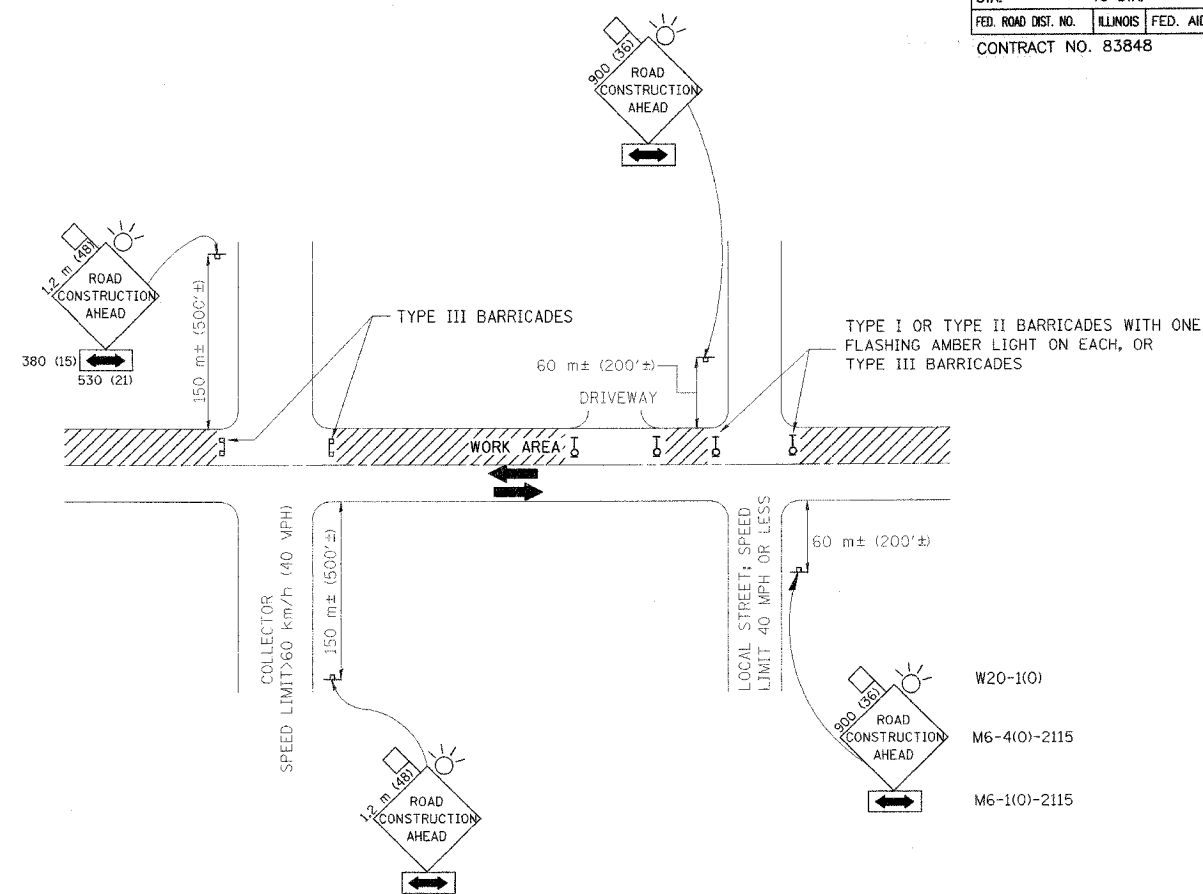 FED. ROAD DIST. NO.
ILLINOIS
FED. AID
CONTRACT NO. 83848
900 (36)
ROAD
CONSTRUCTION
AHEAD
1.2 m (48)
ROAD
CONSTRUCTION
AHEAD
380 (15)
530 (21)
150 m± (500'±)
TYPE III BARRICADES
60 m± (200'±)
DRIVEWAY
TYPE I OR TYPE II BARRICADES WITH ONE
FLASHING AMBER LIGHT ON EACH, OR
TYPE III BARRICADES
WORK AREA
COLLECTOR
SPEED LIMIT>60 km/h (40 MPH)
150 m± (500'±)
LOCAL STREET; SPEED
LIMIT 40 MPH OR LESS
60 m± (200'±)
1.2 m (48)
ROAD
CONSTRUCTION
AHEAD
900 (36)
ROAD
CONSTRUCTION
AHEAD
W20-1(O)
M6-4(O)-2115
M6-1(O)-2115